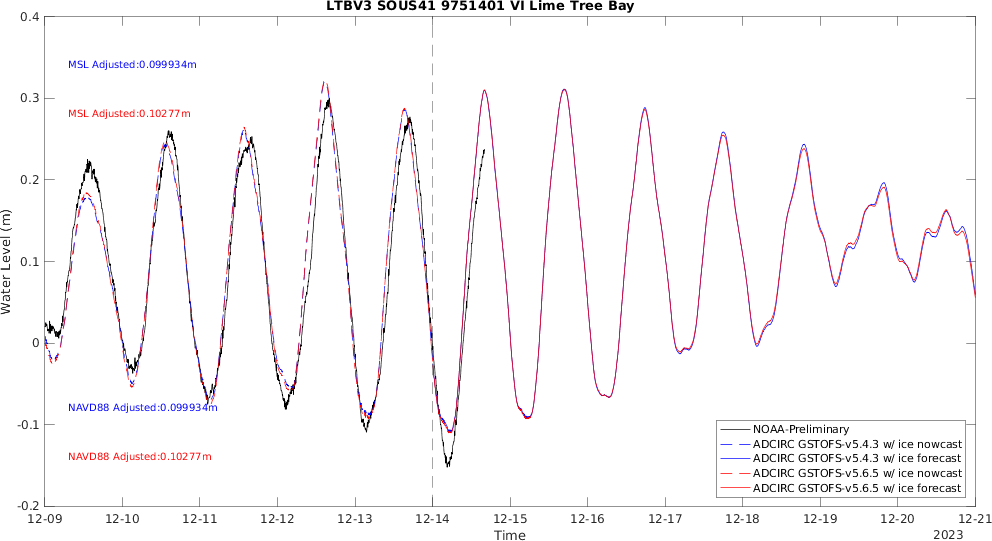 LTBV3 SOUS41 9751401 VI Lime Tree Bay
0.4
0.3
0.2
0.1
0
-0.1
-0.2
Water Level (m)
MSL Adjusted:0.099934m
MSL Adjusted:0.10277m
NAVD88 Adjusted:0.099934m
NAVD88 Adjusted:0.10277m
NOAA-Preliminary
ADCIRC GSTOFS-v5.4.3 w/ ice nowcast
ADCIRC GSTOFS-v5.4.3 w/ ice forecast
ADCIRC GSTOFS-v5.6.5 w/ ice nowcast
ADCIRC GSTOFS-v5.6.5 w/ ice forecast
12-09 12-10 12-11 12-12 12-13 12-14 12-15 12-16 12-17 12-18 12-19 12-20 12-21
Time
2023